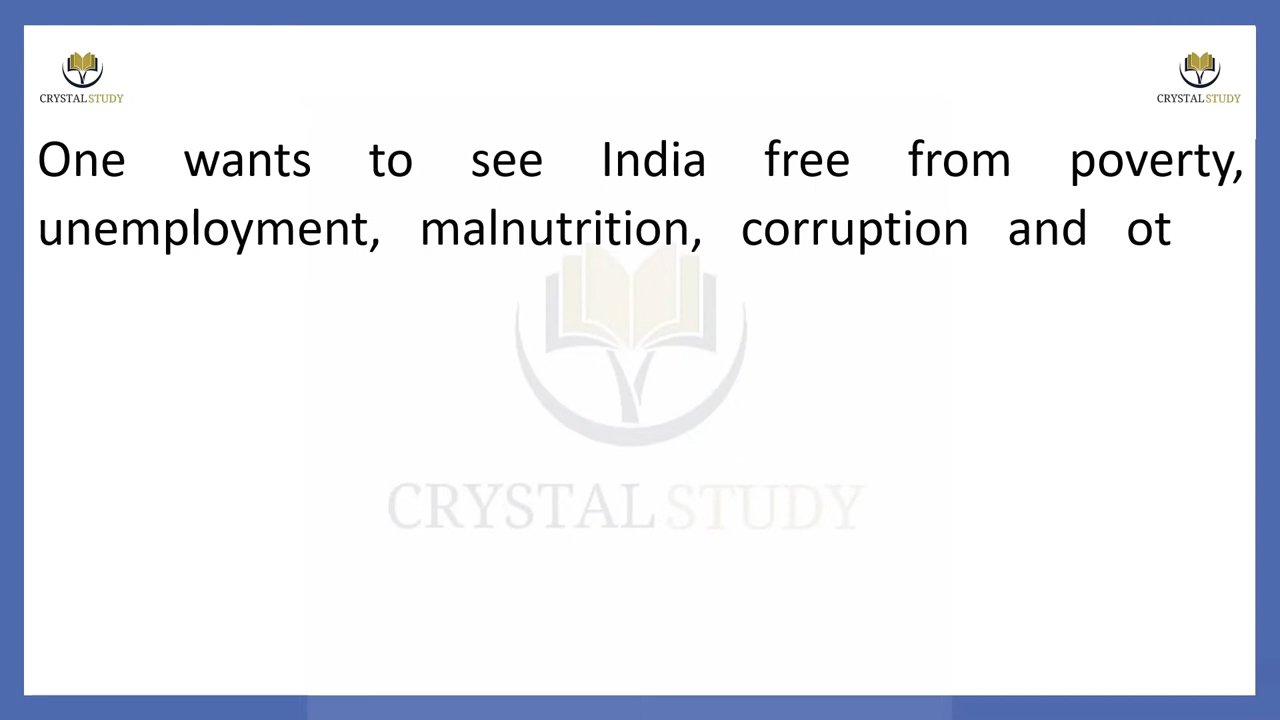 CRYSTAL STUDY
CRYSTAL STUDY
One wants to see India free from poverty,
unemployment, malnutrition, corruption and ot
CRYSTAL STUDY